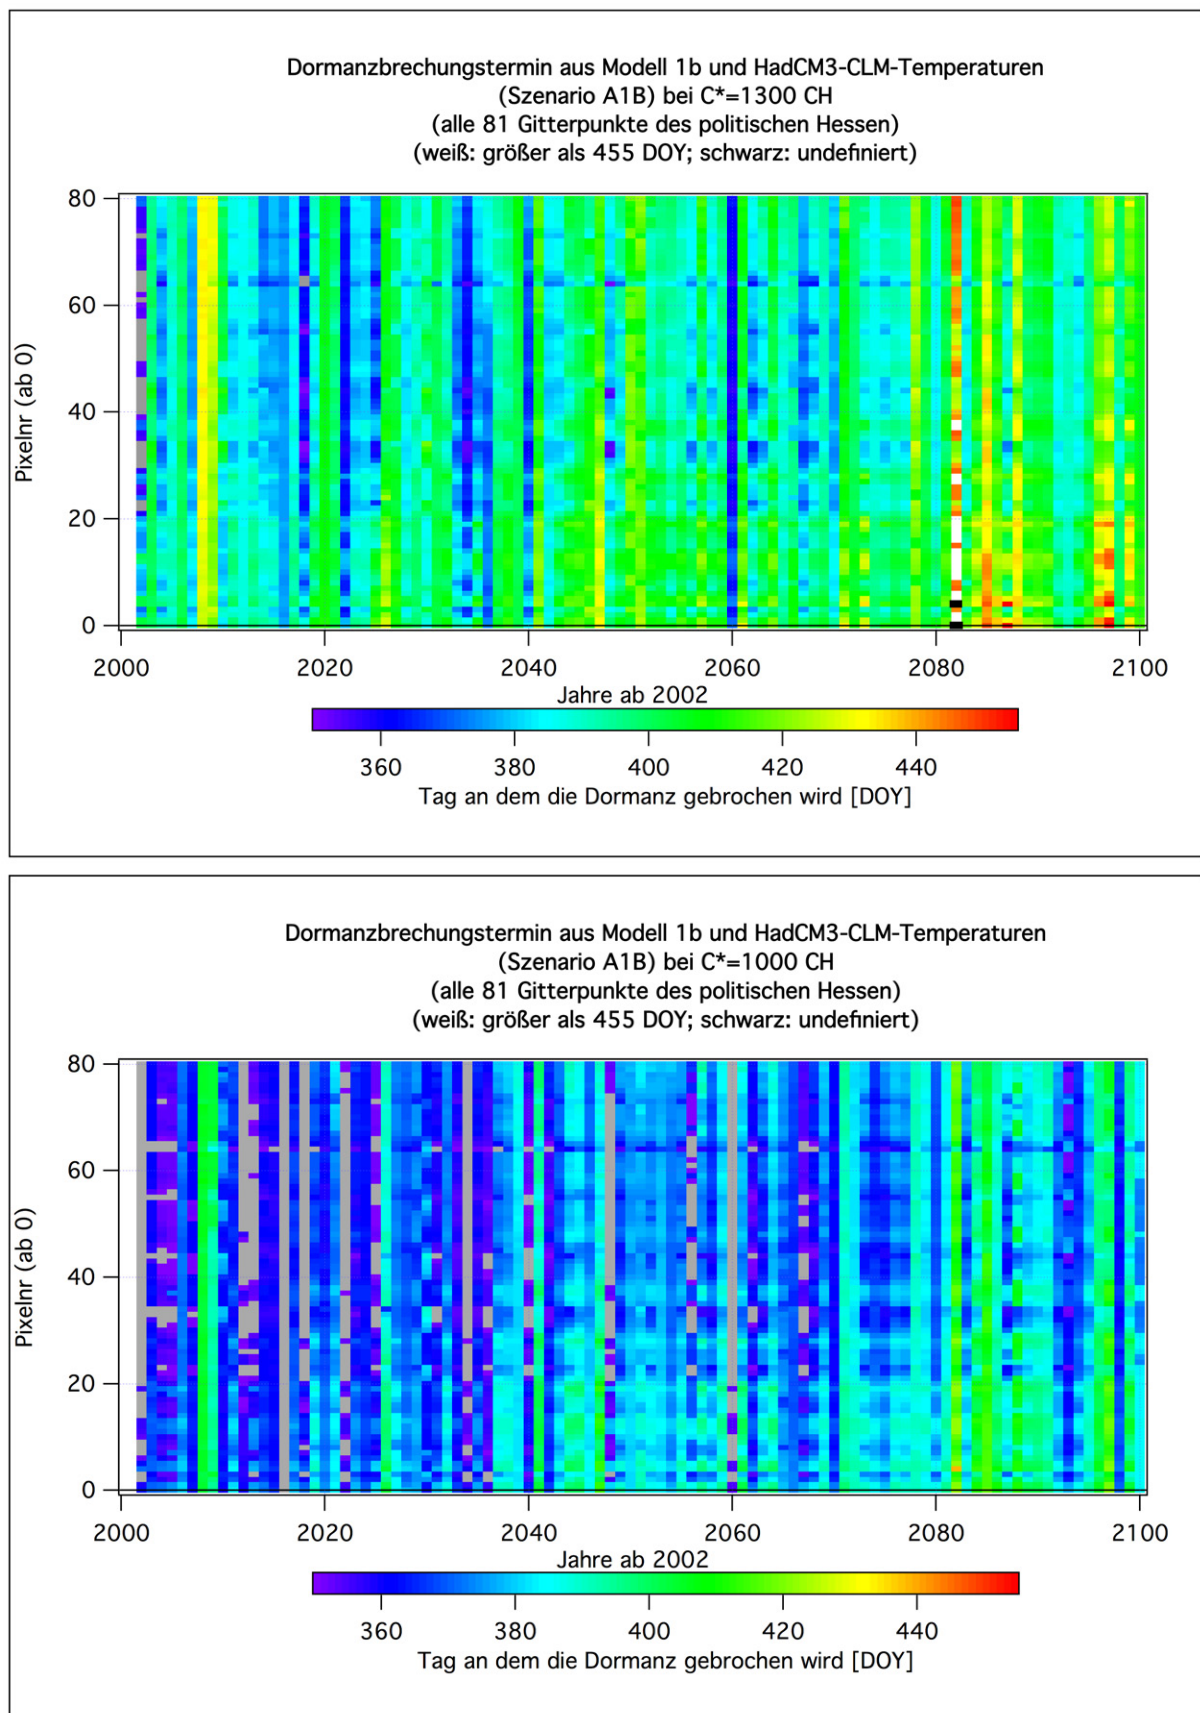 Dormanzbrechungstermin aus Modell 1b und HadCM3-CLM-Temperaturen
(Szenario A1B) bei C*=1300 CH
(alle 81 Gitterpunkte des politischen Hessen)
(weiß: größer als 455 DOY; schwarz: undefiniert)
80
60
40
20
0
Pixelnr (ab 0)
2000 2020 2040 2060 2080 2100
Jahre ab 2002
360 380 400 420 440
Tag an dem die Dormanz gebrochen wird [DOY]
Dormanzbrechungstermin aus Modell 1b und HadCM3-CLM-Temperaturen
(Szenario A1B) bei C*=1000 CH
(alle 81 Gitterpunkte des politischen Hessen)
(weiß: größer als 455 DOY; schwarz: undefiniert)
80
60
40
20
0
Pixelnr (ab 0)
2000 2020 2040 2060 2080 2100
Jahre ab 2002
360 380 400 420 440
Tag an dem die Dormanz gebrochen wird [DOY]